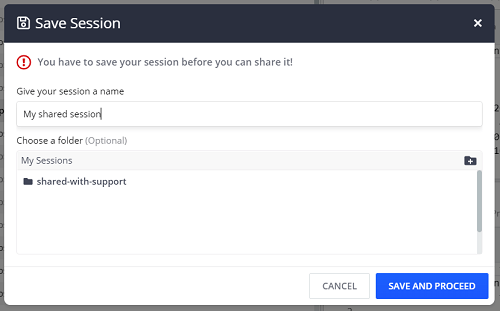 Save Session
You have to save your session before you can share it!
Give your session a name
My shared session
Choose a folder (Optional)
My Sessions
shared-with-support
CANCEL
SAVE AND PROCEED